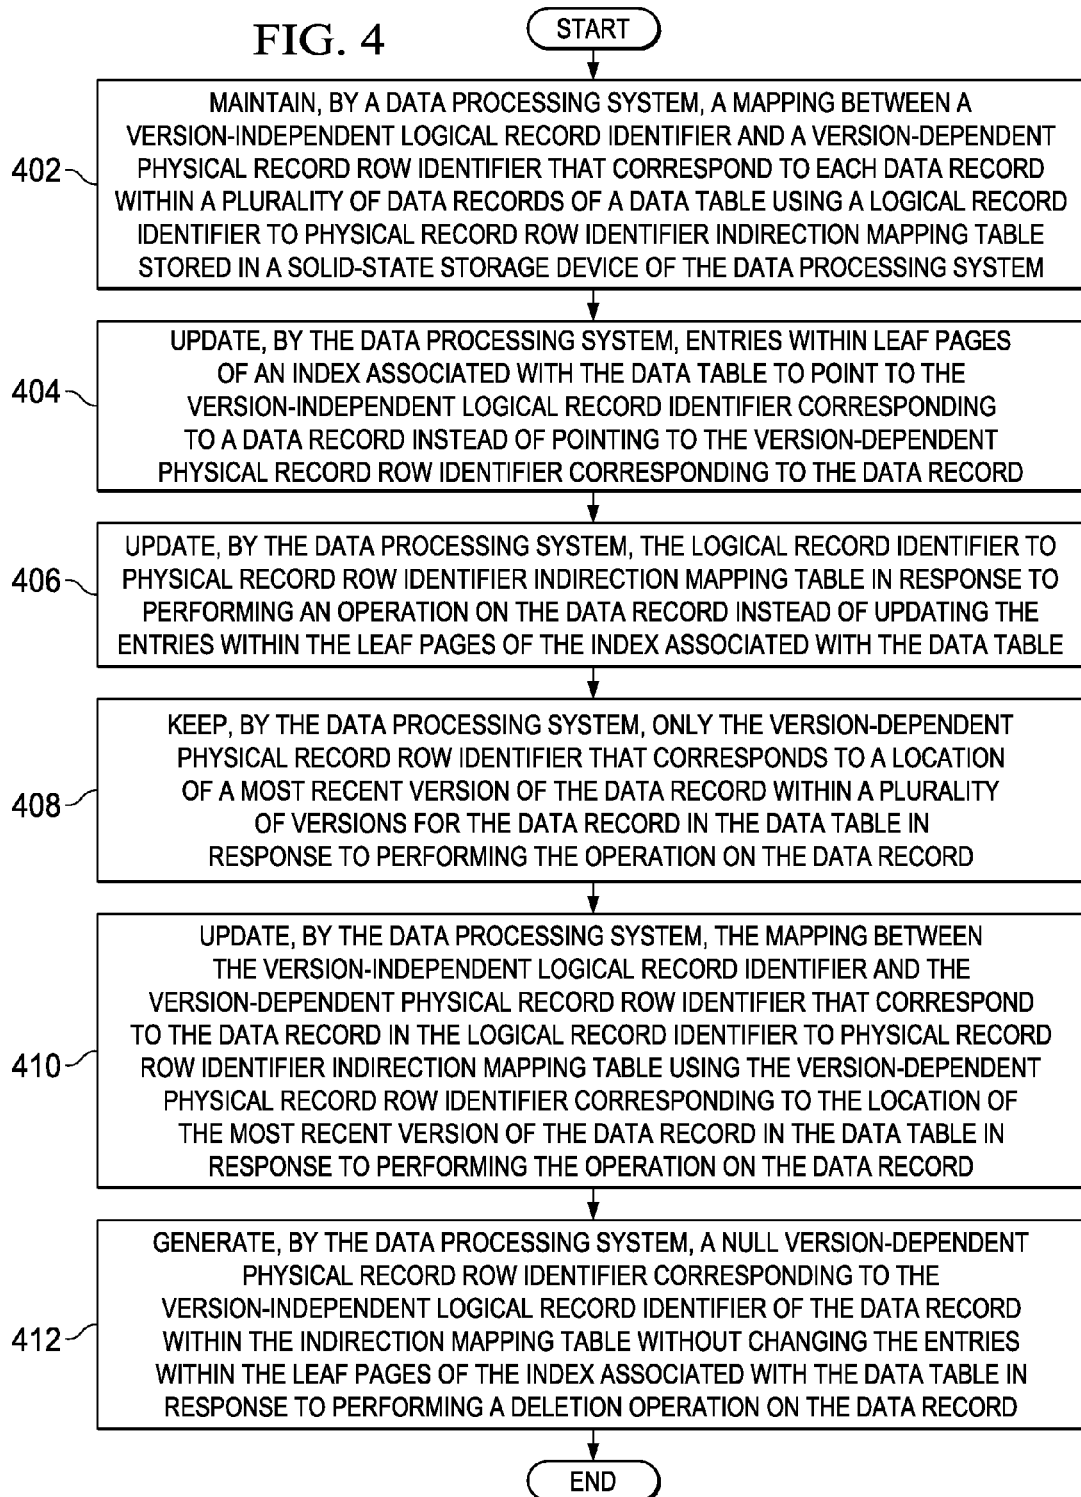 FIG. 4
START
402
MAINTAIN, BY A DATA PROCESSING SYSTEM, A MAPPING BETWEEN A
VERSION-INDEPENDENT LOGICAL RECORD IDENTIFIER AND A VERSION-DEPENDENT
PHYSICAL RECORD ROW IDENTIFIER THAT CORRESPOND TO EACH DATA RECORD
WITHIN A PLURALITY OF DATA RECORDS OF A DATA TABLE USING A LOGICAL RECORD
IDENTIFIER TO PHYSICAL RECORD ROW IDENTIFIER INDIRECTION MAPPING TABLE
STORED IN A SOLID-STATE STORAGE DEVICE OF THE DATA PROCESSING SYSTEM
404
UPDATE, BY THE DATA PROCESSING SYSTEM, ENTRIES WITHIN LEAF PAGES
OF AN INDEX ASSOCIATED WITH THE DATA TABLE TO POINT TO THE
VERSION-INDEPENDENT LOGICAL RECORD IDENTIFIER CORRESPONDING
TO A DATA RECORD INSTEAD OF POINTING TO THE VERSION-DEPENDENT
PHYSICAL RECORD ROW IDENTIFIER CORRESPONDING TO THE DATA RECORD
406
UPDATE, BY THE DATA PROCESSING SYSTEM, THE LOGICAL RECORD IDENTIFIER TO
PHYSICAL RECORD ROW IDENTIFIER INDIRECTION MAPPING TABLE IN RESPONSE TO
PERFORMING AN OPERATION ON THE DATA RECORD INSTEAD OF UPDATING THE
ENTRIES WITHIN THE LEAF PAGES OF THE INDEX ASSOCIATED WITH THE DATA TABLE
408
KEEP, BY THE DATA PROCESSING SYSTEM, ONLY THE VERSION-DEPENDENT
PHYSICAL RECORD ROW IDENTIFIER THAT CORRESPONDS TO A LOCATION
OF A MOST RECENT VERSION OF THE DATA RECORD WITHIN A PLURALITY
OF VERSIONS FOR THE DATA RECORD IN THE DATA TABLE IN
RESPONSE TO PERFORMING THE OPERATION ON THE DATA RECORD
410
UPDATE, BY THE DATA PROCESSING SYSTEM, THE MAPPING BETWEEN
THE VERSION-INDEPENDENT LOGICAL RECORD IDENTIFIER AND THE
VERSION-DEPENDENT PHYSICAL RECORD ROW IDENTIFIER THAT CORRESPOND
TO THE DATA RECORD IN THE LOGICAL RECORD IDENTIFIER TO PHYSICAL RECORD
ROW IDENTIFIER INDIRECTION MAPPING TABLE USING THE VERSION-DEPENDENT
PHYSICAL RECORD ROW IDENTIFIER CORRESPONDING TO THE LOCATION OF
THE MOST RECENT VERSION OF THE DATA RECORD IN THE DATA TABLE IN
RESPONSE TO PERFORMING THE OPERATION ON THE DATA RECORD
412
GENERATE, BY THE DATA PROCESSING SYSTEM, A NULL VERSION-DEPENDENT
PHYSICAL RECORD ROW IDENTIFIER CORRESPONDING TO THE
VERSION-INDEPENDENT LOGICAL RECORD IDENTIFIER OF THE DATA RECORD
WITHIN THE INDIRECTION MAPPING TABLE WITHOUT CHANGING THE ENTRIES
WITHIN THE LEAF PAGES OF THE INDEX ASSOCIATED WITH THE DATA TABLE IN
RESPONSE TO PERFORMING A DELETION OPERATION ON THE DATA RECORD
END